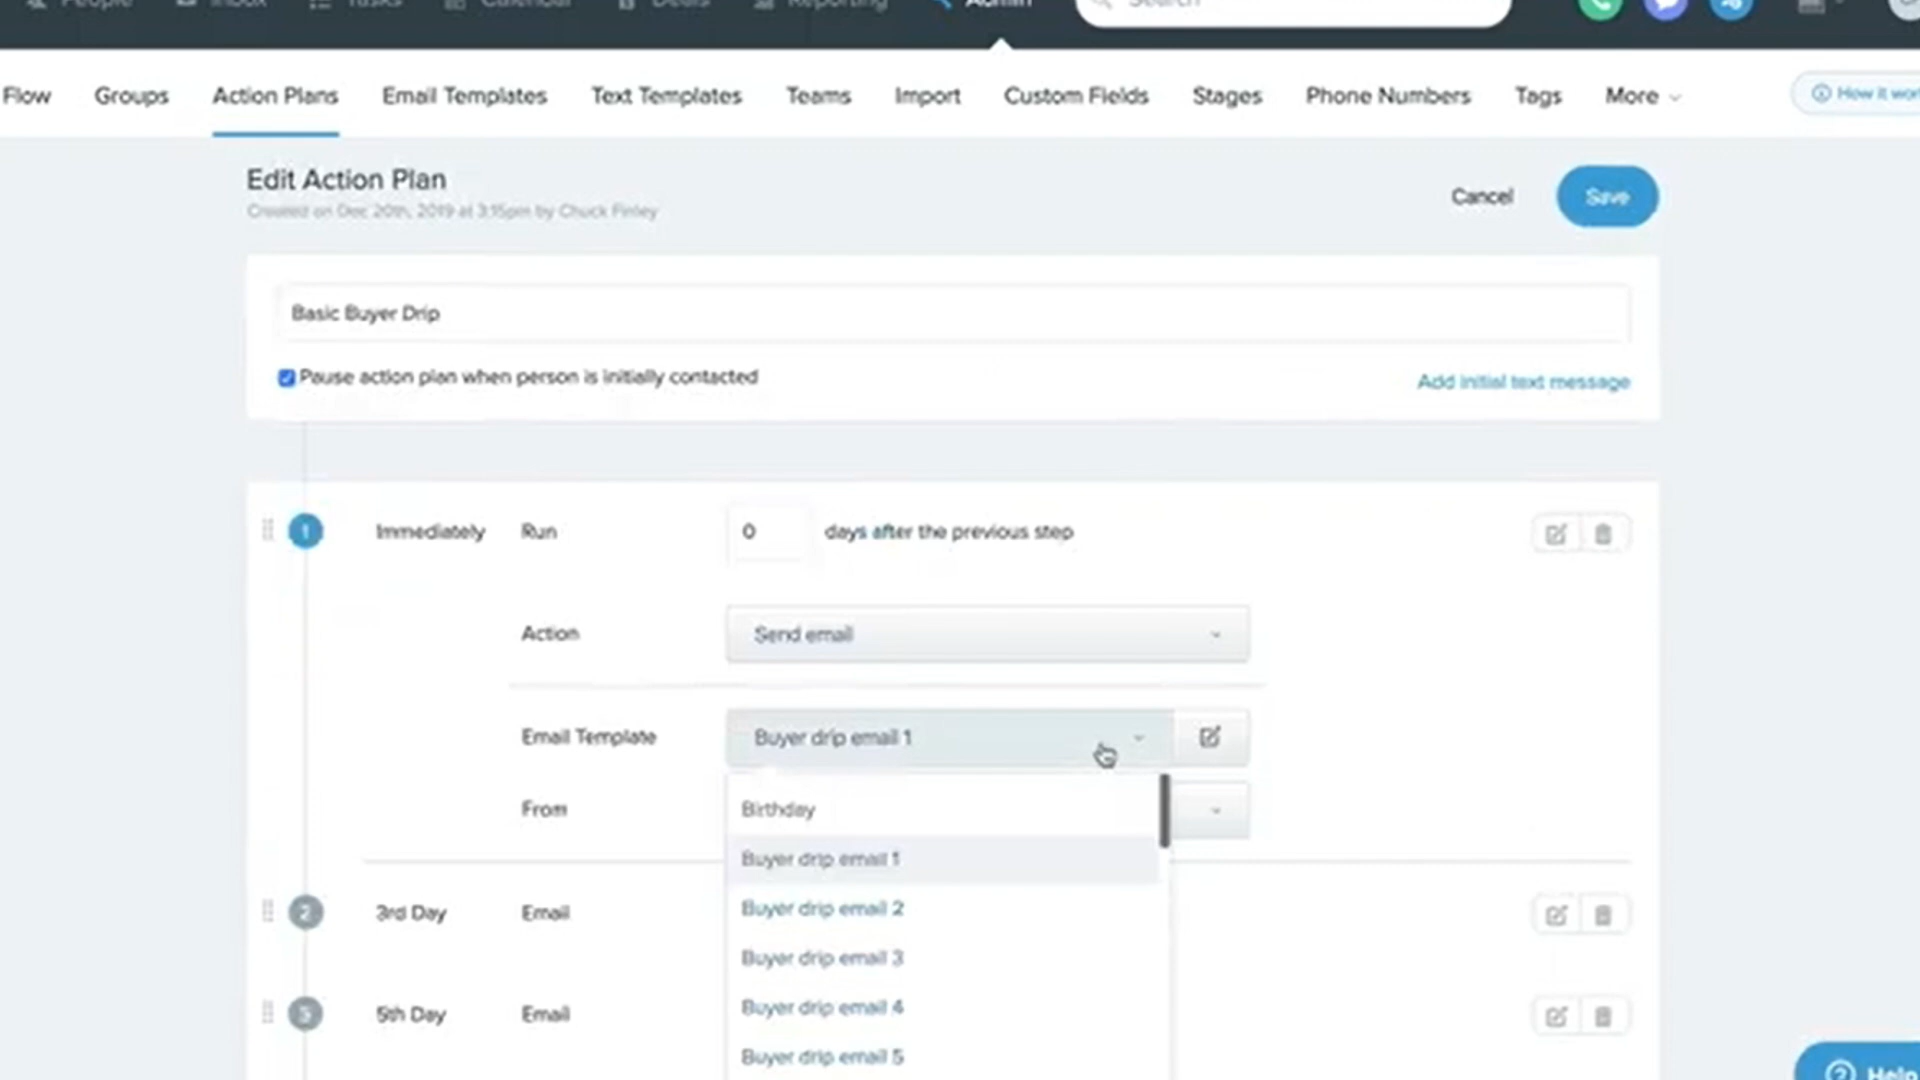 People Inbox Tasks Calendar Deals Reporting Admin Search
Flow Groups Action Plans Email Templates Text Templates Teams Import Custom Fields Stages Phone Numbers Tags More How it
Edit Action Plan
Created on Dec 20th, 2019 at 3:15pm by Chuck Finley
Cancel Save
Basic Buyer Drip
Pause action plan when person is initially contacted
Add initial text message
1 Immediately Run 0 days after the previous step
Action Send email
Email Template Buyer drip email 1
From
Birthday
Buyer drip email 1
2 3rd Day Email
Buyer drip email 2
Buyer drip email 3
3 5th Day Email
Buyer drip email 4
Buyer drip email 5
Help